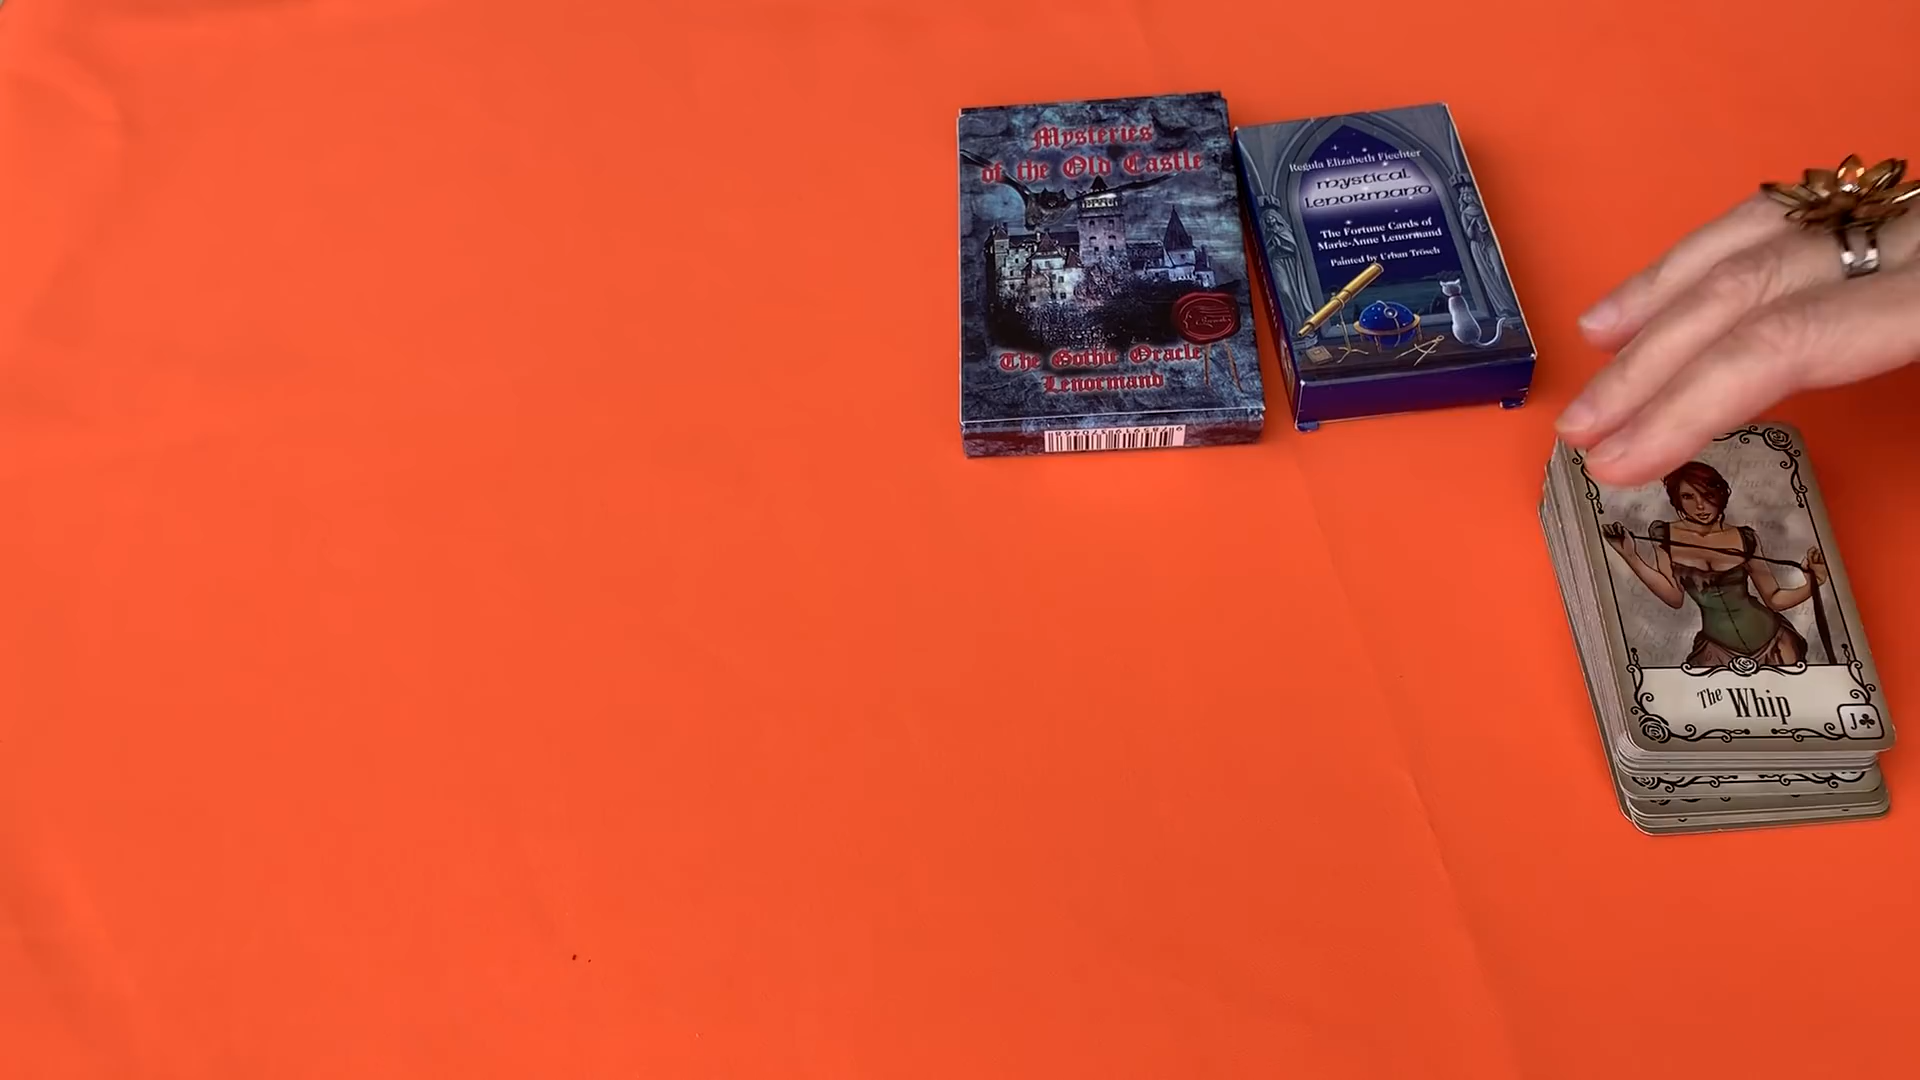 Mysteries
of the Old Castle
The Gothic Oracle
Lenormand
9785919370468
Regula Elizabeth Fiechter
mystical
Lenormand
The Fortune Cards of
Marie-Anne Lenormand
Painted by Urban Trösch
The Whip
J♣